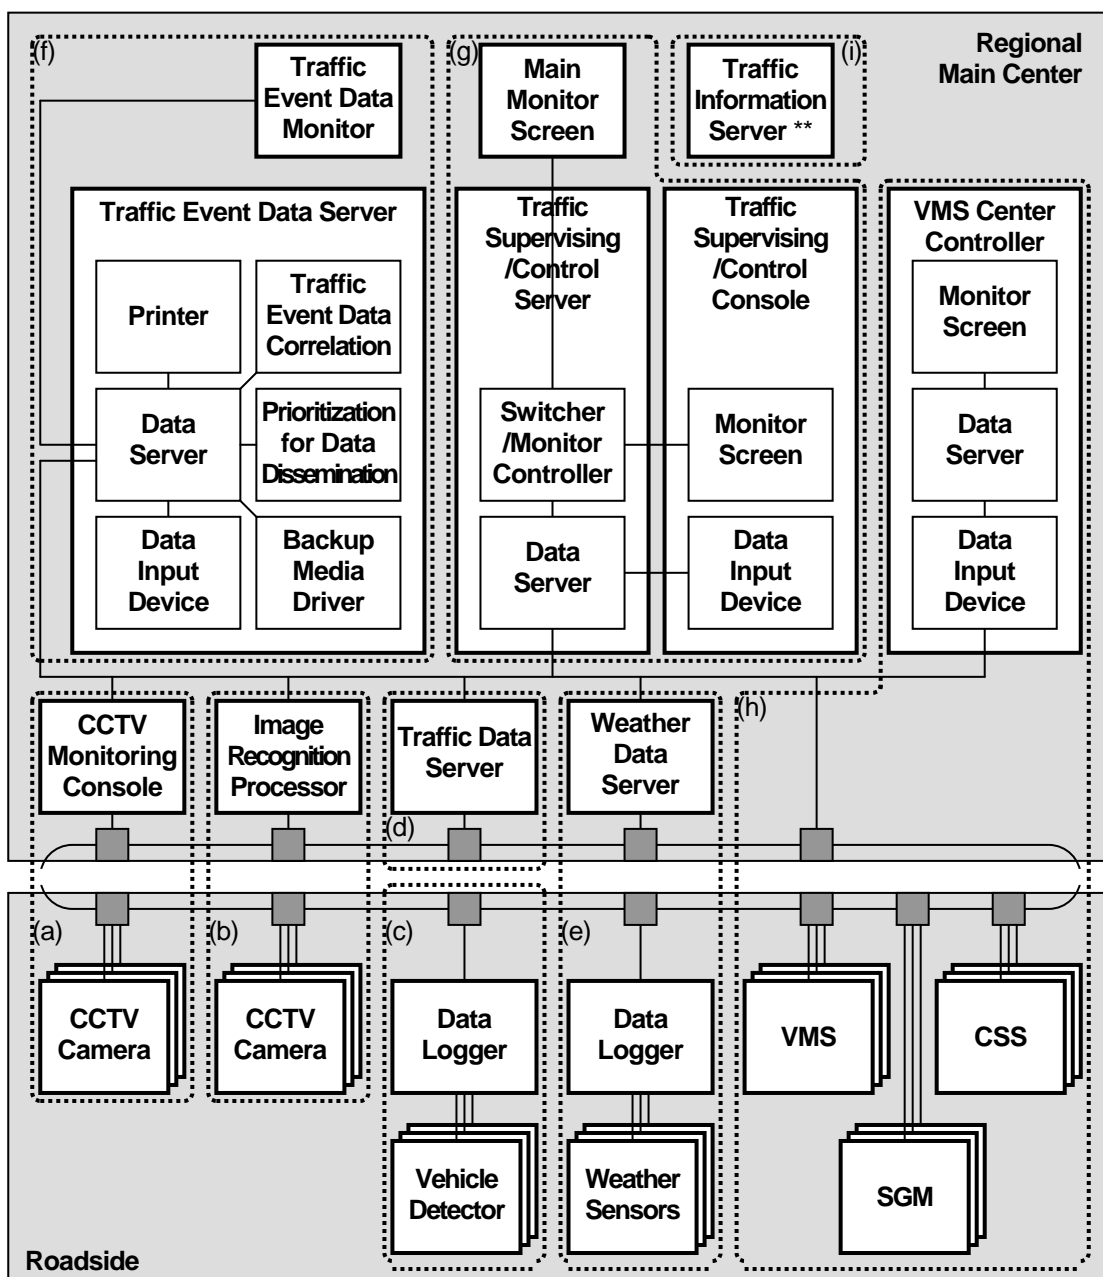 Regional
Main Center
(f)
Traffic
Event Data
Monitor
(g)
Main
Monitor
Screen
(i)
Traffic
Information
Server **
Traffic Event Data Server
Printer
Traffic
Event Data
Correlation
Data
Server
Prioritization
for Data
Dissemination
Data
Input
Device
Backup
Media
Driver
Traffic
Supervising
/Control
Server
Switcher
/Monitor
Controller
Data
Server
Traffic
Supervising
/Control
Console
Monitor
Screen
Data
Input
Device
VMS Center
Controller
Monitor
Screen
Data
Server
Data
Input
Device
CCTV
Monitoring
Console
Image
Recognition
Processor
Traffic Data
Server
(d)
Weather
Data
Server
(h)
(a)
CCTV
Camera
(b)
CCTV
Camera
(c)
Data
Logger
Vehicle
Detector
(e)
Data
Logger
Weather
Sensors
VMS
SGM
CSS
Roadside